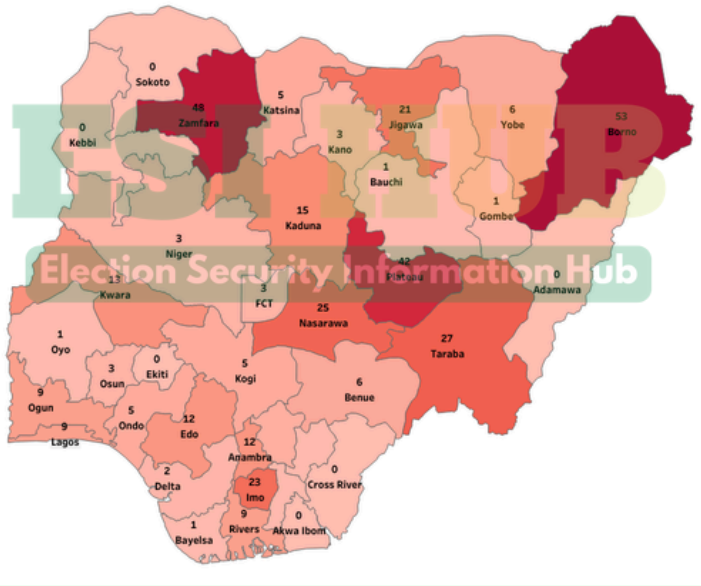 0
Sokoto
48
Zamfara
5
Katsina
21
Jigawa
6
Yobe
53
Borno
0
Kebbi
3
Kano
1
Bauchi
1
Gombe
ESI HUB
15
Kaduna
3
Niger
Election Security Information Hub
42
Plateau
0
Adamawa
13
Kwara
3
FCT
25
Nasarawa
27
Taraba
1
Oyo
3
Osun
0
Ekiti
5
Kogi
6
Benue
9
Ogun
9
Lagos
5
Ondo
12
Edo
12
Anambra
2
Delta
23
Imo
0
Cross River
1
Bayelsa
9
Rivers
0
Akwa Ibom